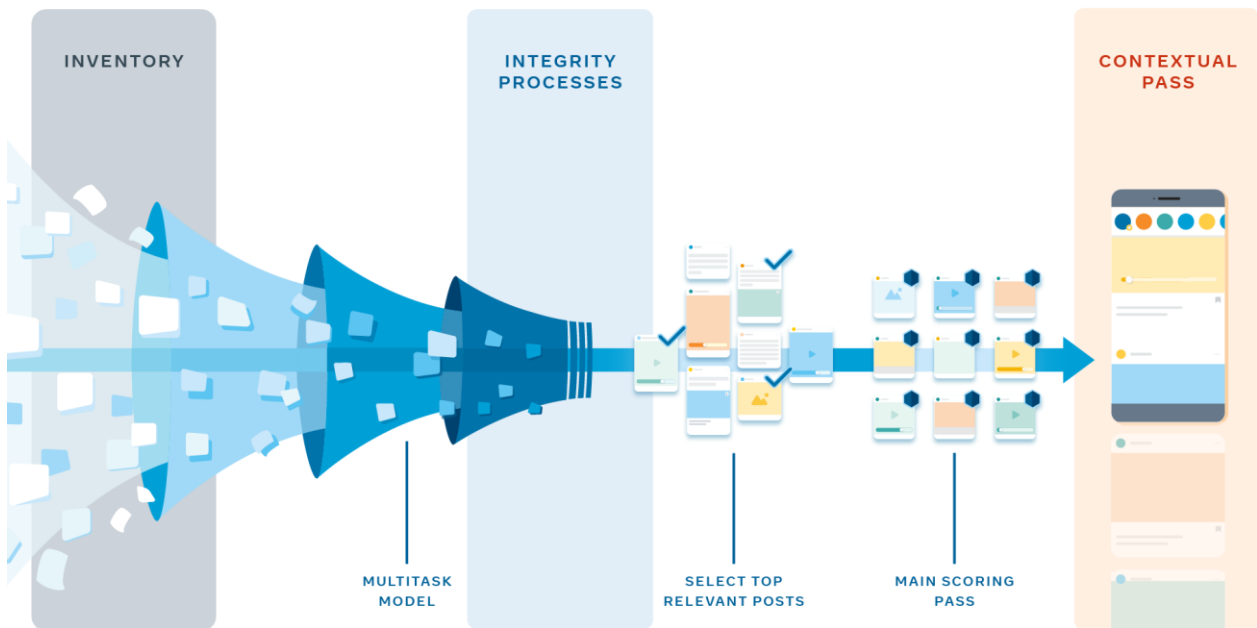 INVENTORY
INTEGRITY
PROCESSES
CONTEXTUAL
PASS
MULTITASK
MODEL
SELECT TOP
RELEVANT POSTS
MAIN SCORING
PASS